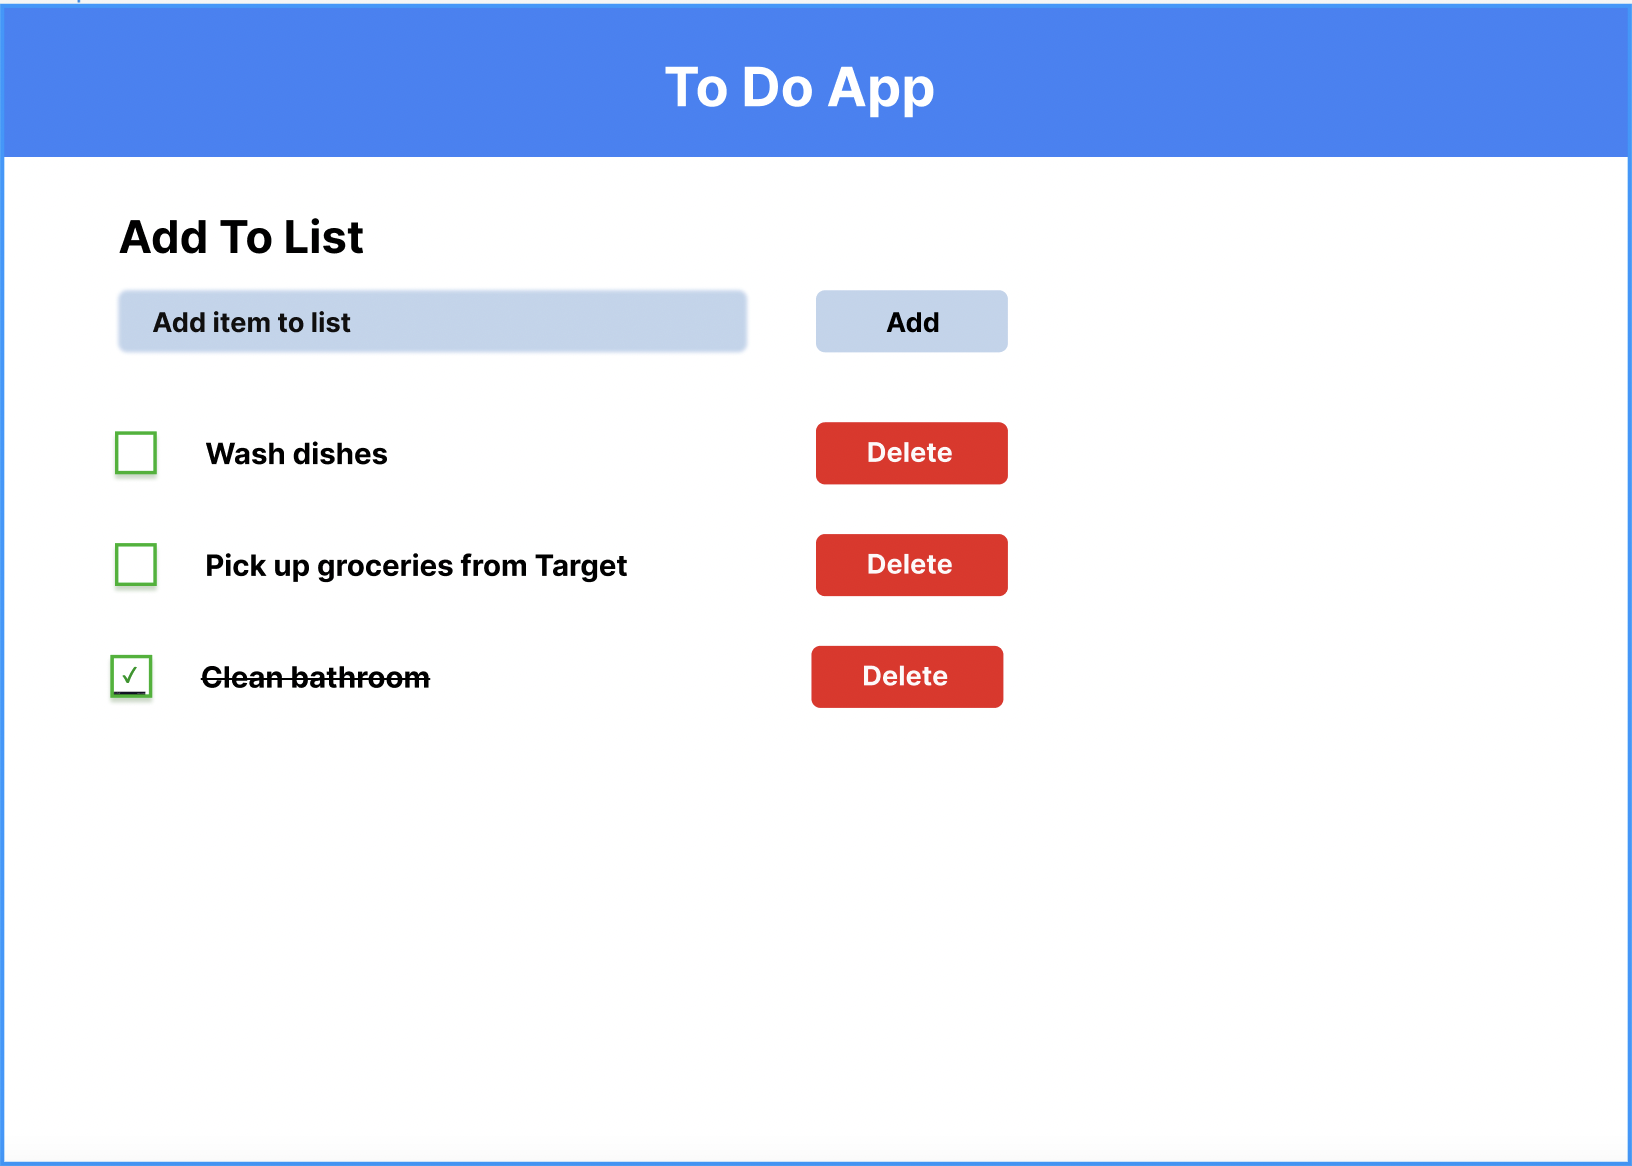 To Do App
Add To List
Add item to list
Add
Wash dishes
Delete
Pick up groceries from Target
Delete
✓
Clean bathroom
Delete